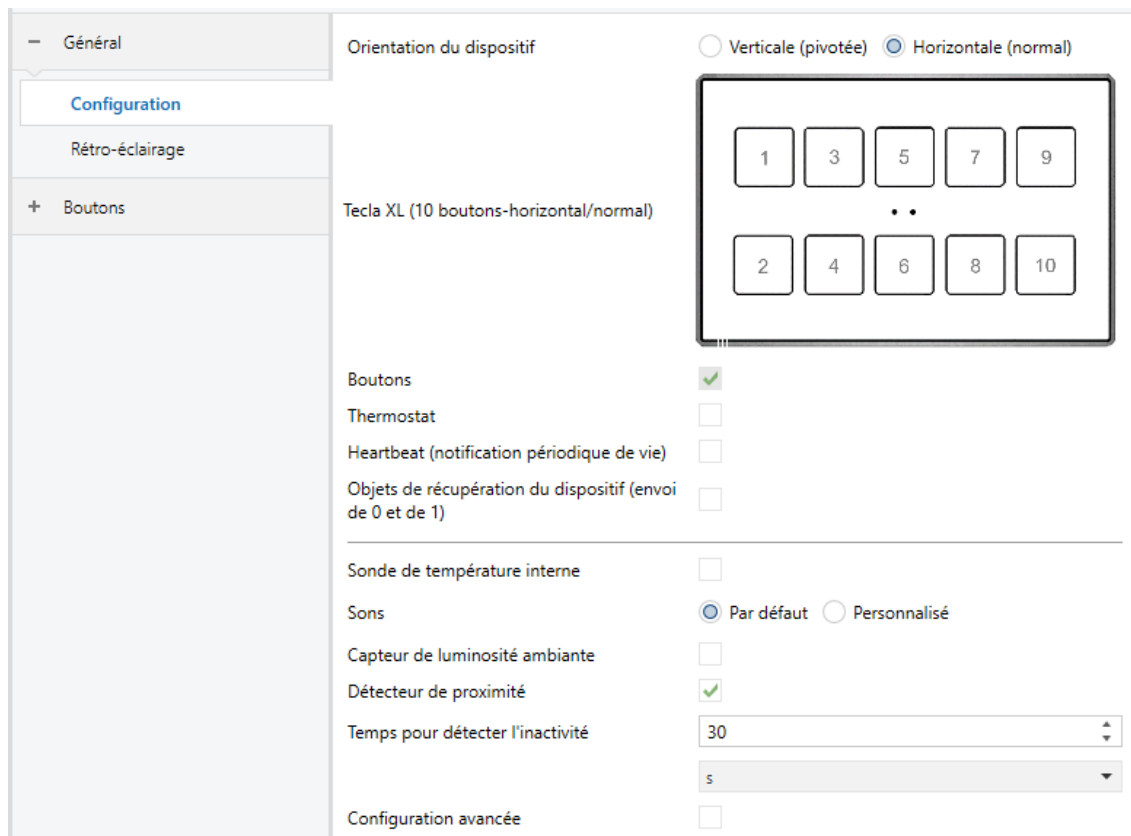 − Général
Orientation du dispositif
Verticale (pivotée) Horizontale (normal)
Configuration
Rétro-éclairage
+ Boutons
Tecla XL (10 boutons-horizontal/normal)
1 3 5 7 9
2 4 6 8 10
Boutons
Thermostat
Heartbeat (notification périodique de vie)
Objets de récupération du dispositif (envoi
de 0 et de 1)
Sonde de température interne
Sons
Par défaut Personnalisé
Capteur de luminosité ambiante
Détecteur de proximité
Temps pour détecter l'inactivité
30
s
Configuration avancée